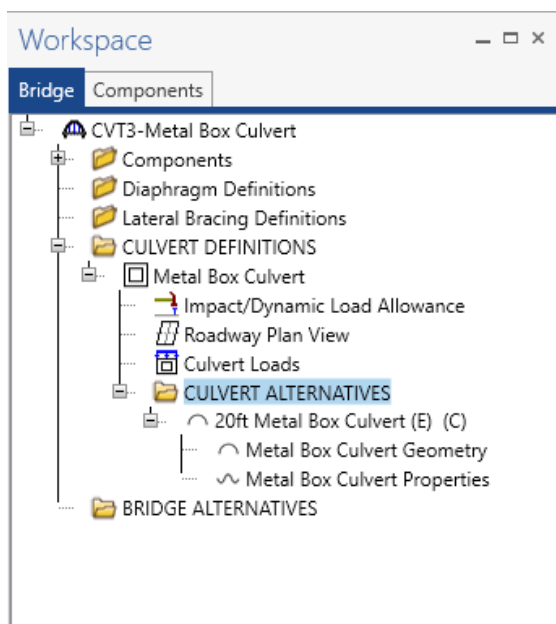 Workspace
Bridge Components
CVT3-Metal Box Culvert
Components
Diaphragm Definitions
Lateral Bracing Definitions
CULVERT DEFINITIONS
Metal Box Culvert
Impact/Dynamic Load Allowance
Roadway Plan View
Culvert Loads
CULVERT ALTERNATIVES
20ft Metal Box Culvert (E) (C)
Metal Box Culvert Geometry
Metal Box Culvert Properties
BRIDGE ALTERNATIVES